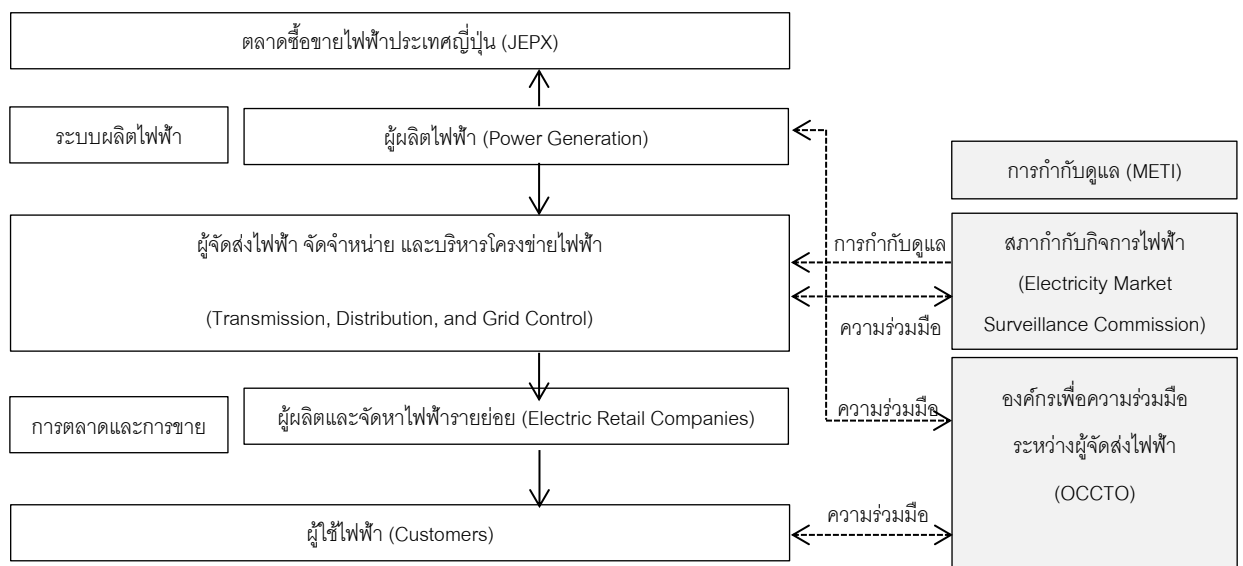 ตลาดซื้อขายไฟฟ้าประเทศญี่ปุ่น (JEPX)
ระบบผลิตไฟฟ้า
ผู้ผลิตไฟฟ้า (Power Generation)
การกำกับดูแล (METI)
ผู้จัดส่งไฟฟ้า จัดจำหน่าย และบริหารโครงข่ายไฟฟ้า
(Transmission, Distribution, and Grid Control)
การกำกับดูแล
ความร่วมมือ
สภากำกับกิจการไฟฟ้า
(Electricity Market
Surveillance Commission)
การตลาดและการขาย
ผู้ผลิตและจัดหาไฟฟ้ารายย่อย (Electric Retail Companies)
ความร่วมมือ
องค์กรเพื่อความร่วมมือ
ระหว่างผู้จัดส่งไฟฟ้า
(OCCTO)
ผู้ใช้ไฟฟ้า (Customers)
ความร่วมมือ